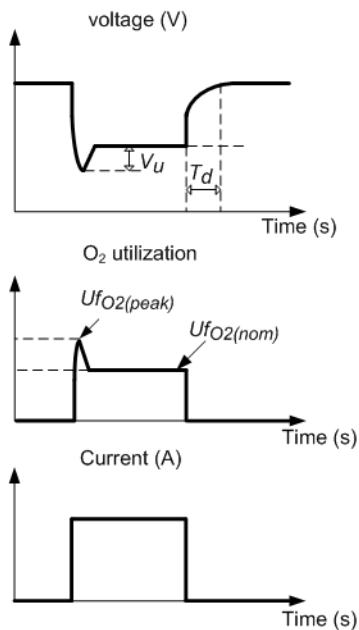 voltage (V)
V_u
T_d
Time (s)
O₂ utilization
Uf_O2(peak)
Uf_O2(nom)
Time (s)
Current (A)
Time (s)